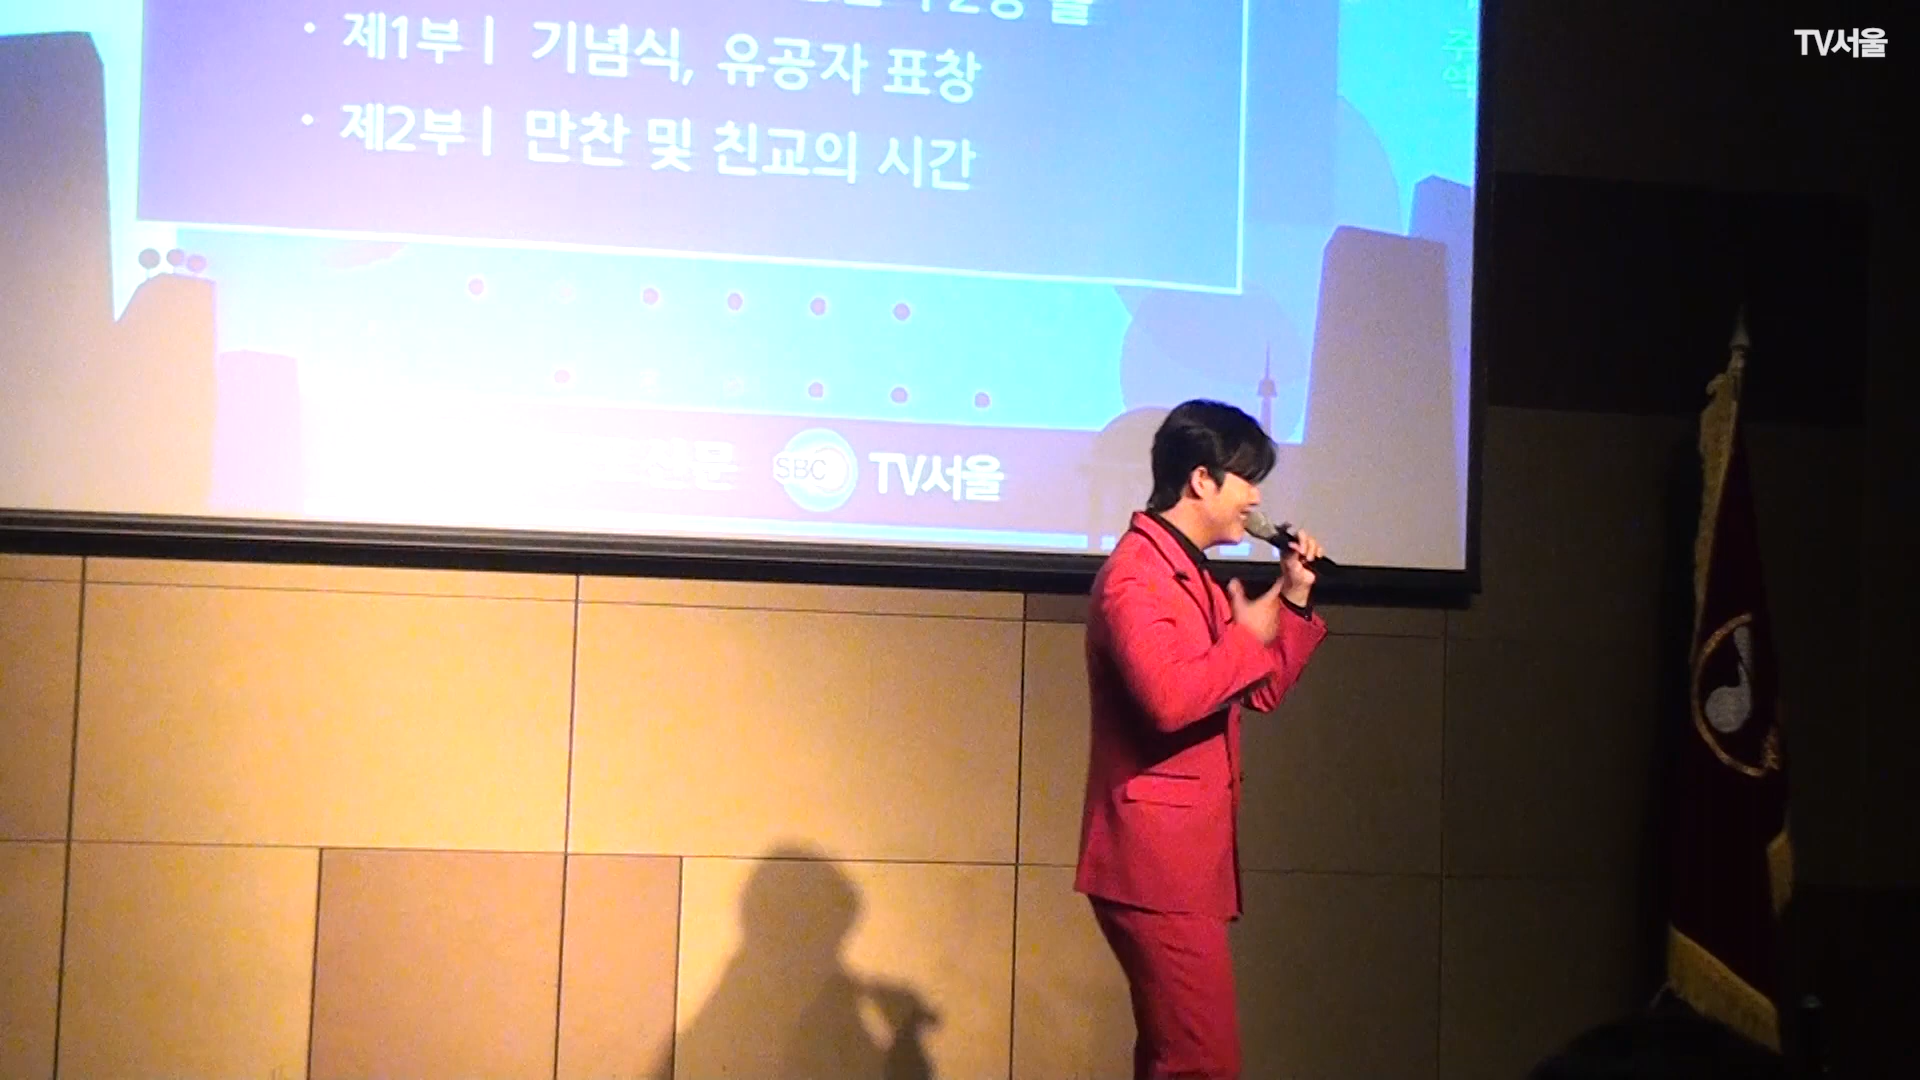 · 제1부 | 기념식, 유공자 표창
· 제2부 | 만찬 및 친교의 시간
SBC TV서울
TV서울